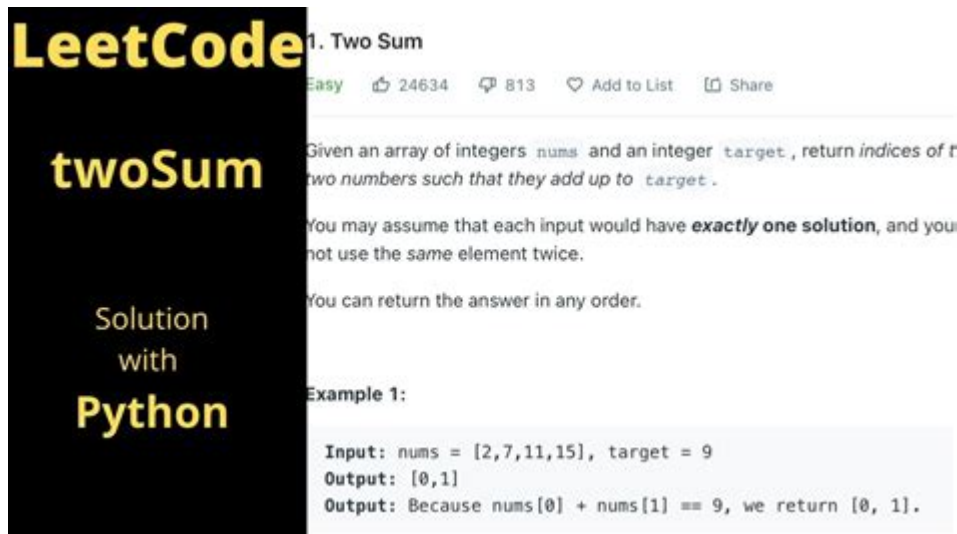 LeetCode
twoSum
Solution
with
Python
1. Two Sum
Easy 24634 813 Add to List Share
Given an array of integers nums and an integer target, return indices of
two numbers such that they add up to target.
You may assume that each input would have exactly one solution, and
not use the same element twice.
You can return the answer in any order.
Example 1:
Input: nums = [2,7,11,15], target = 9
Output: [0,1]
Output: Because nums[0] + nums[1] == 9, we return [0, 1].